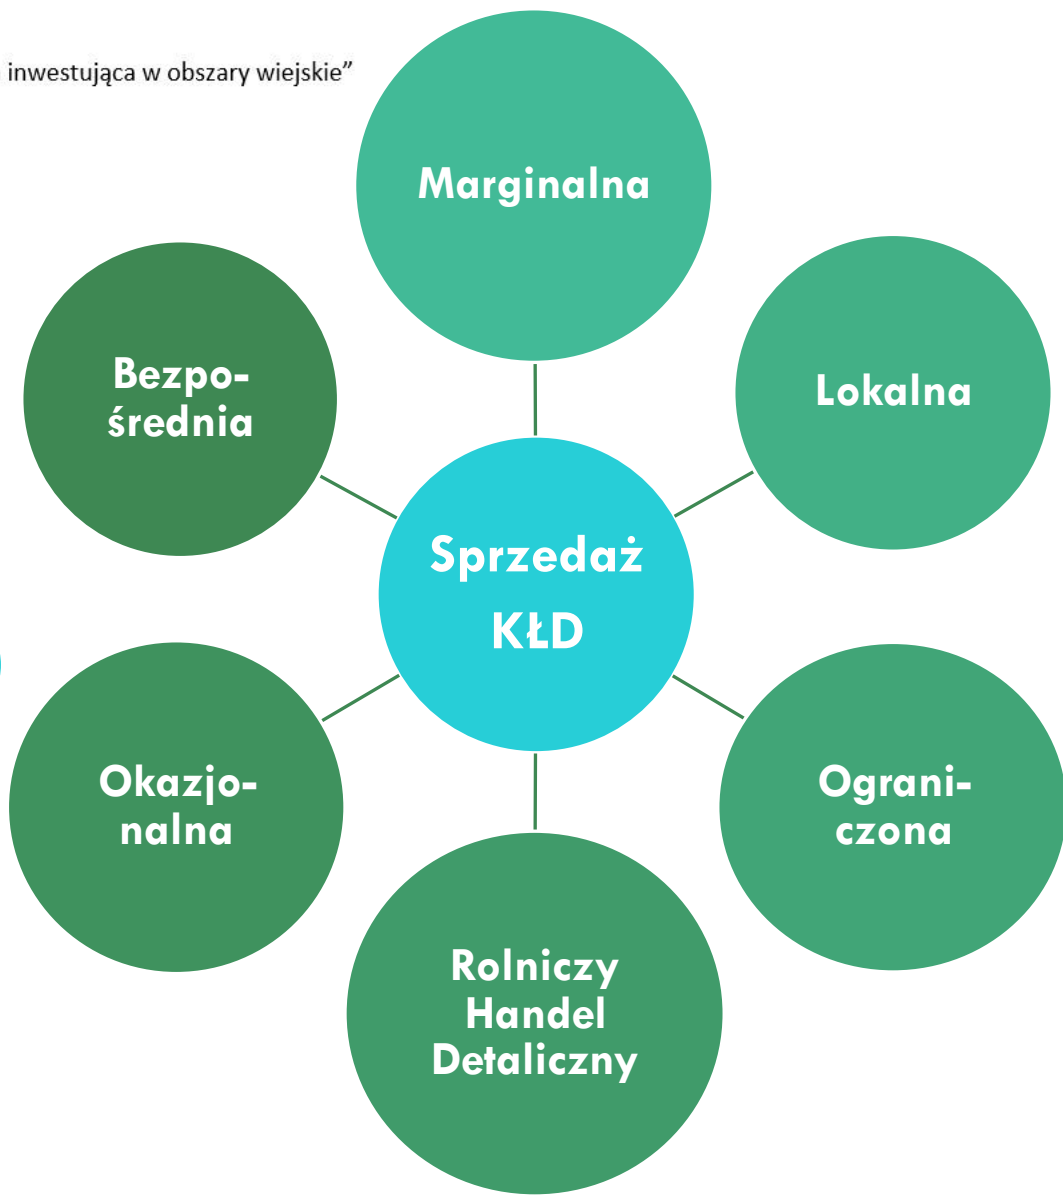 inwestująca w obszary wiejskie”
Marginalna
Bezpo-
średnia
Lokalna
Sprzedaż
KŁD
Okazjo-
nalna
Ograni-
czona
Rolniczy
Handel
Detaliczny